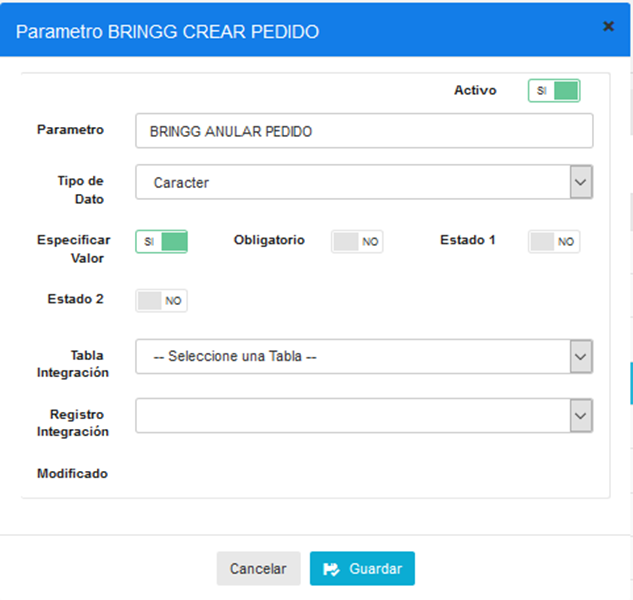 Parametro BRINGG CREAR PEDIDO
Activo SI
Parametro BRINGG ANULAR PEDIDO
Tipo de
Dato
Caracter
Especificar
Valor
SI
Obligatorio NO
Estado 1 NO
Estado 2 NO
Tabla
Integración
-- Seleccione una Tabla --
Registro
Integración
Modificado
Cancelar
Guardar